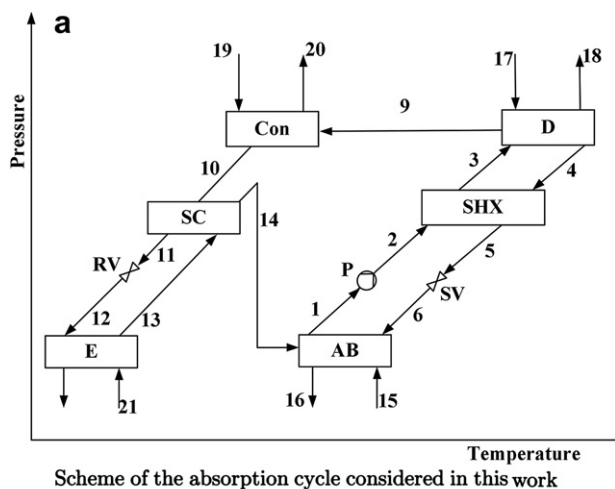 a
19
20
17
18
9
Con
D
10
3
4
SC
14
SHX
11
RV
2
5
P
SV
12
13
1
6
E
AB
21
16
15
Pressure
Temperature
Scheme of the absorption cycle considered in this work